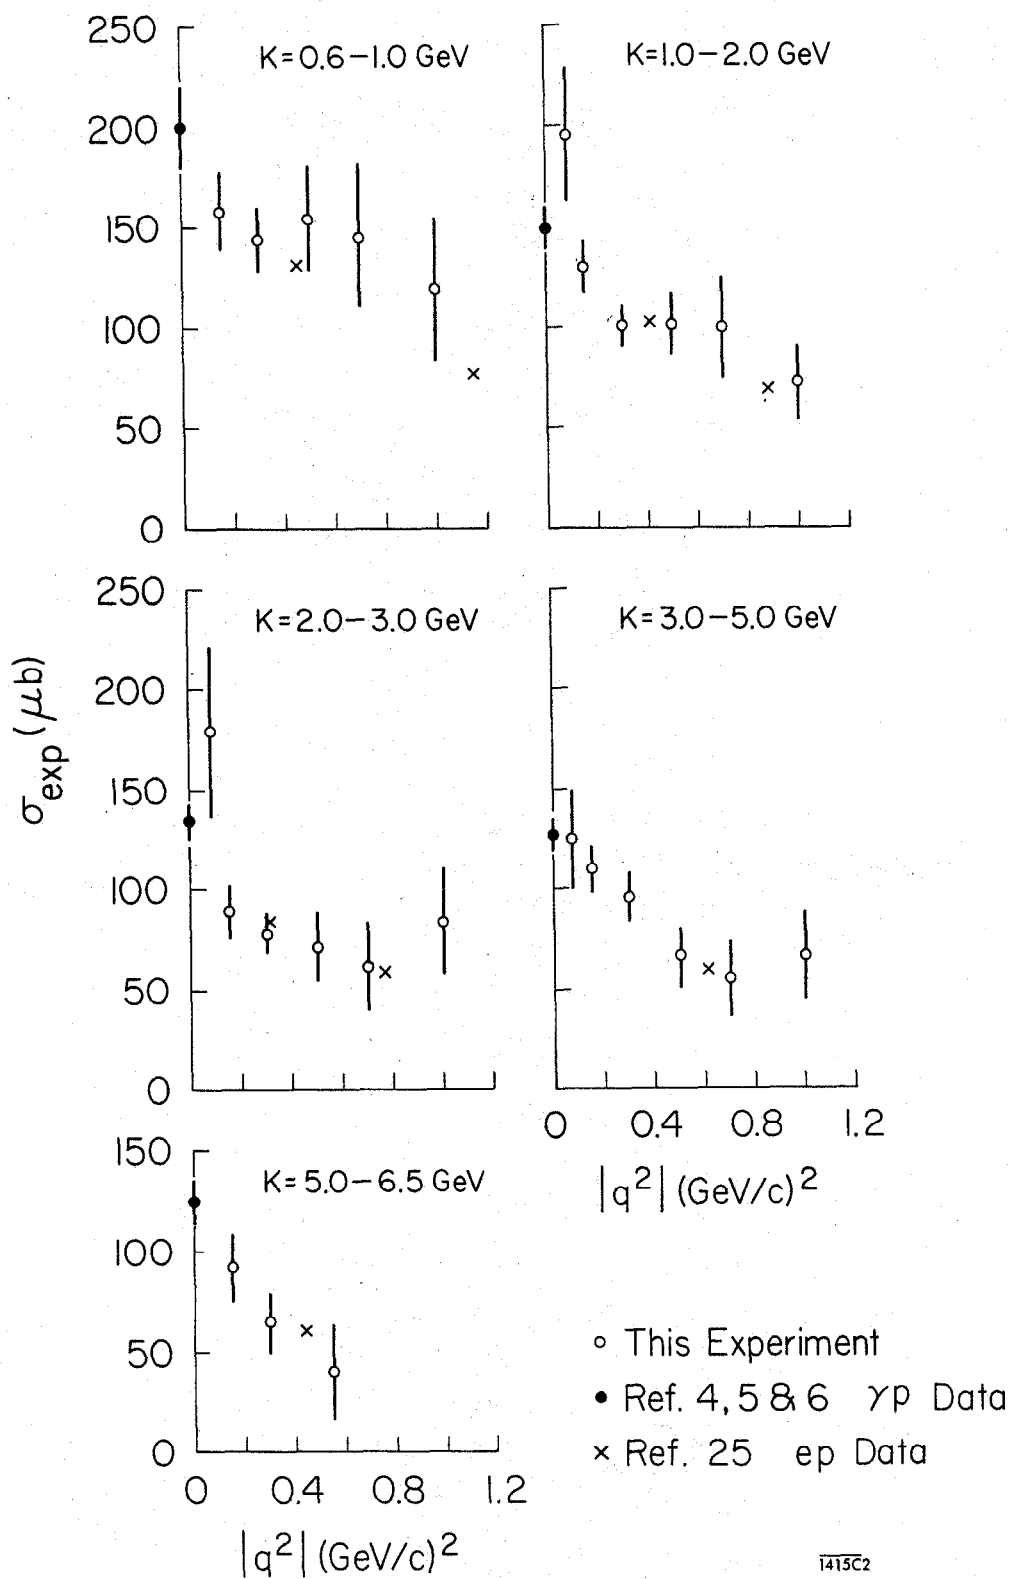 250
200
150
100
50
0
K=0.6-1.0 GeV
K=1.0-2.0 GeV
250
200
150
100
50
0
K=2.0-3.0 GeV
K=3.0-5.0 GeV
σexp(μb)
0 0.4 0.8 1.2
|q²| (GeV/c)²
150
100
50
0
K=5.0-6.5 GeV
0 0.4 0.8 1.2
|q²| (GeV/c)²
○ This Experiment
● Ref. 4, 5 & 6 γp Data
× Ref. 25 ep Data
1415C2